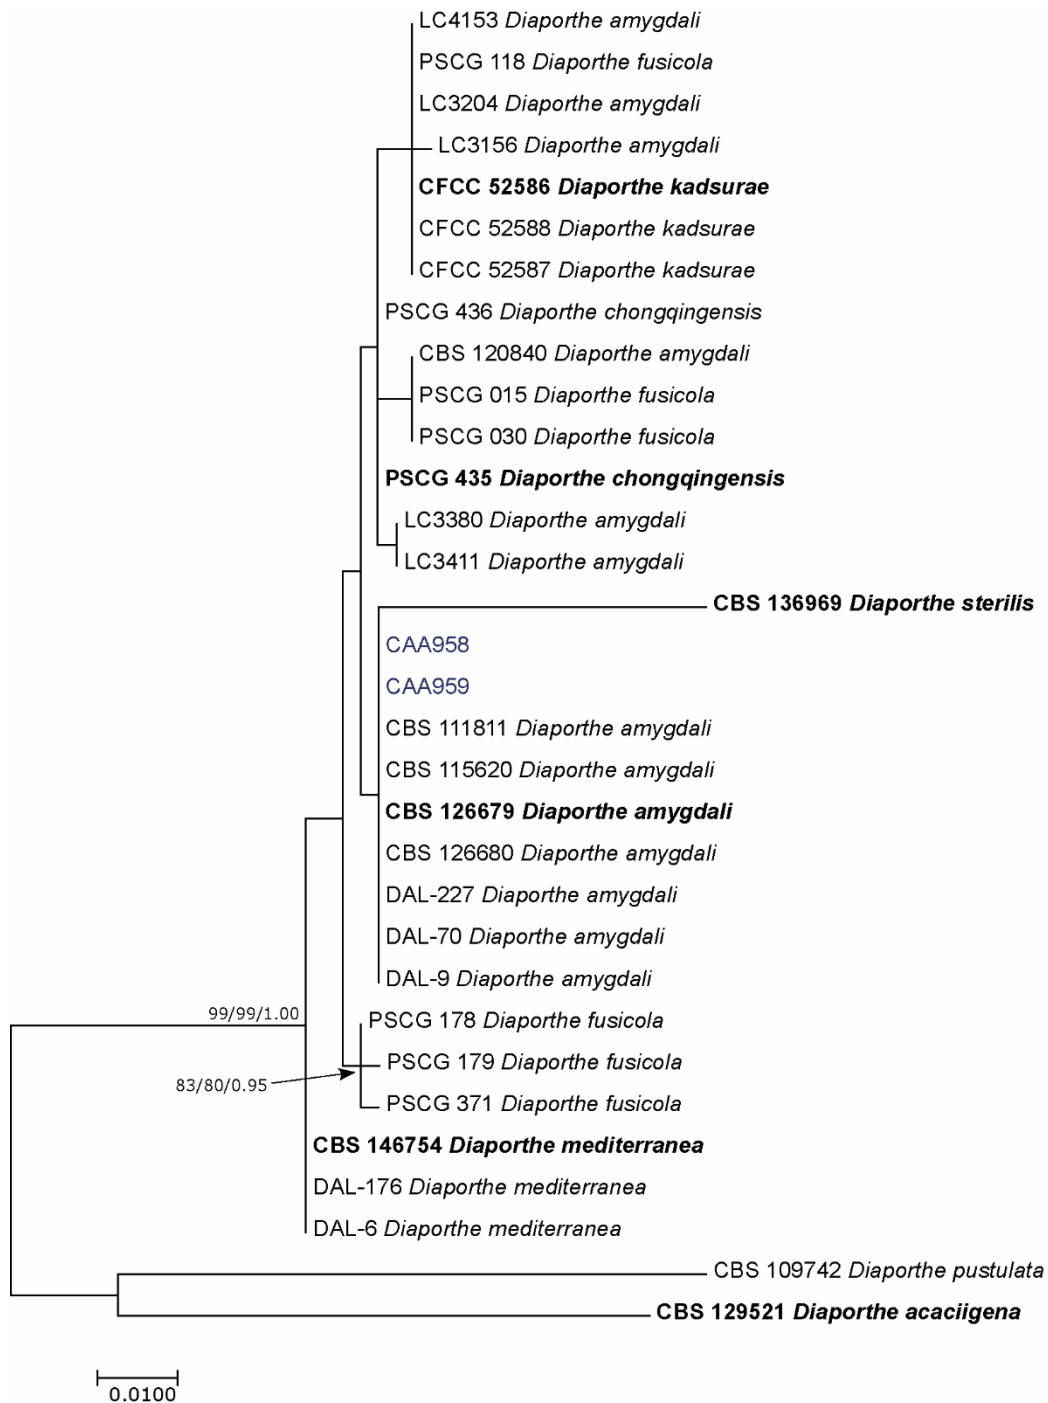 LC4153 Diaporthe amygdali
PSCG 118 Diaporthe fusicola
LC3204 Diaporthe amygdali
LC3156 Diaporthe amygdali
CFCC 52586 Diaporthe kadsurae
CFCC 52588 Diaporthe kadsurae
CFCC 52587 Diaporthe kadsurae
PSCG 436 Diaporthe chongqingensis
CBS 120840 Diaporthe amygdali
PSCG 015 Diaporthe fusicola
PSCG 030 Diaporthe fusicola
PSCG 435 Diaporthe chongqingensis
LC3380 Diaporthe amygdali
LC3411 Diaporthe amygdali
CBS 136969 Diaporthe sterilis
CAA958
CAA959
CBS 111811 Diaporthe amygdali
CBS 115620 Diaporthe amygdali
CBS 126679 Diaporthe amygdali
CBS 126680 Diaporthe amygdali
DAL-227 Diaporthe amygdali
DAL-70 Diaporthe amygdali
DAL-9 Diaporthe amygdali
99/99/1.00
PSCG 178 Diaporthe fusicola
PSCG 179 Diaporthe fusicola
83/80/0.95
PSCG 371 Diaporthe fusicola
CBS 146754 Diaporthe mediterranea
DAL-176 Diaporthe mediterranea
DAL-6 Diaporthe mediterranea
CBS 109742 Diaporthe pustulata
CBS 129521 Diaporthe acaciigena
0.0100